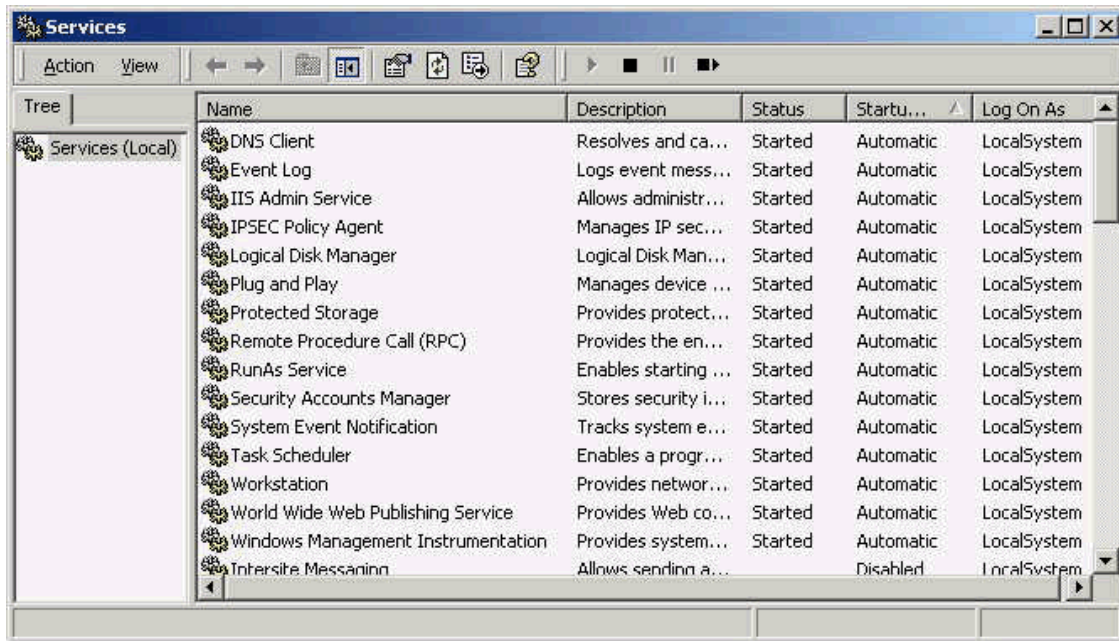 Services
Action View
Tree
Services (Local)
Name Description Status Startu... Log On As
DNS Client Resolves and ca... Started Automatic LocalSystem
Event Log Logs event mess... Started Automatic LocalSystem
IIS Admin Service Allows administr... Started Automatic LocalSystem
IPSEC Policy Agent Manages IP sec... Started Automatic LocalSystem
Logical Disk Manager Logical Disk Man... Started Automatic LocalSystem
Plug and Play Manages device ... Started Automatic LocalSystem
Protected Storage Provides protect... Started Automatic LocalSystem
Remote Procedure Call (RPC) Provides the en... Started Automatic LocalSystem
RunAs Service Enables starting ... Started Automatic LocalSystem
Security Accounts Manager Stores security i... Started Automatic LocalSystem
System Event Notification Tracks system e... Started Automatic LocalSystem
Task Scheduler Enables a progr... Started Automatic LocalSystem
Workstation Provides networ... Started Automatic LocalSystem
World Wide Web Publishing Service Provides Web co... Started Automatic LocalSystem
Windows Management Instrumentation Provides system... Started Automatic LocalSystem
Intersite Messaging Allows sending a... Disabled LocalSystem